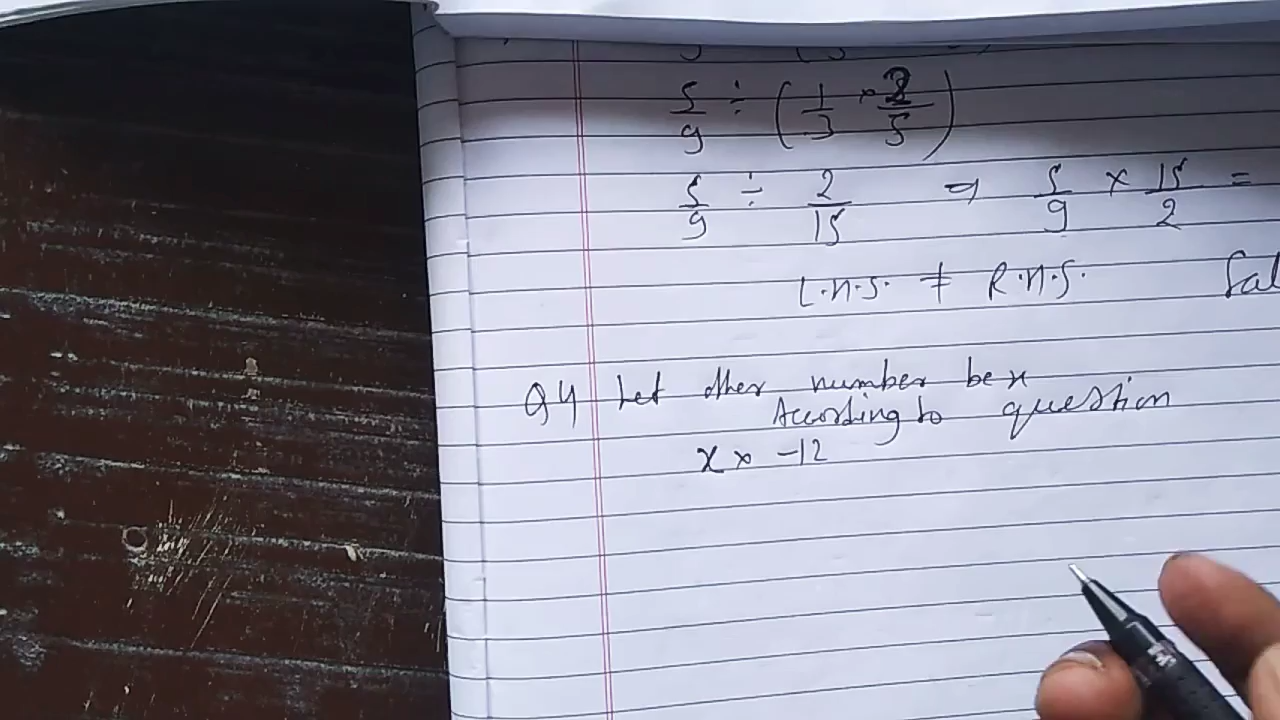 5/9 ÷ (1/3 × 2/5)
5/9 ÷ 2/15 ⇒ 5/9 × 15/2 =
L.H.S. ≠ R.H.S.
Q4 Let other number be x
According to question
x × -12